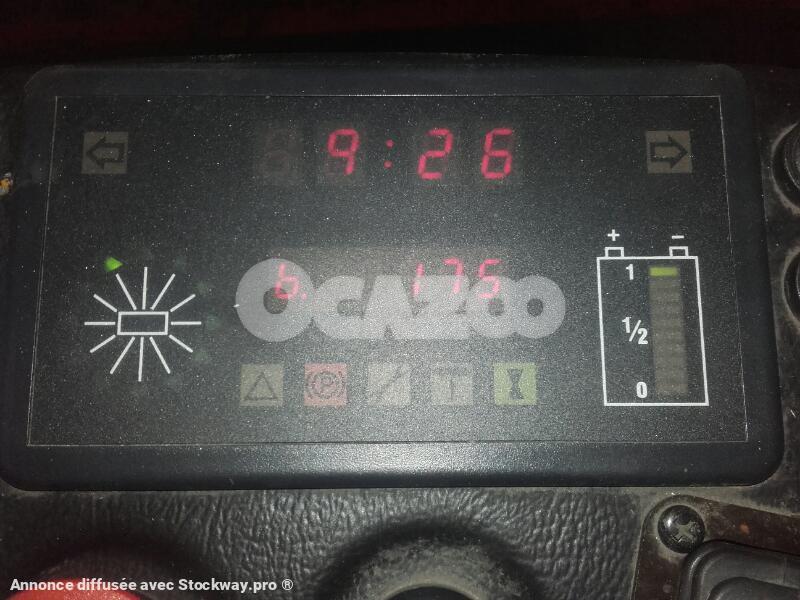 9:26
+ -
b. 175
1
OCAZOO
1/2
P
0
Annonce diffusée avec Stockway.pro ®